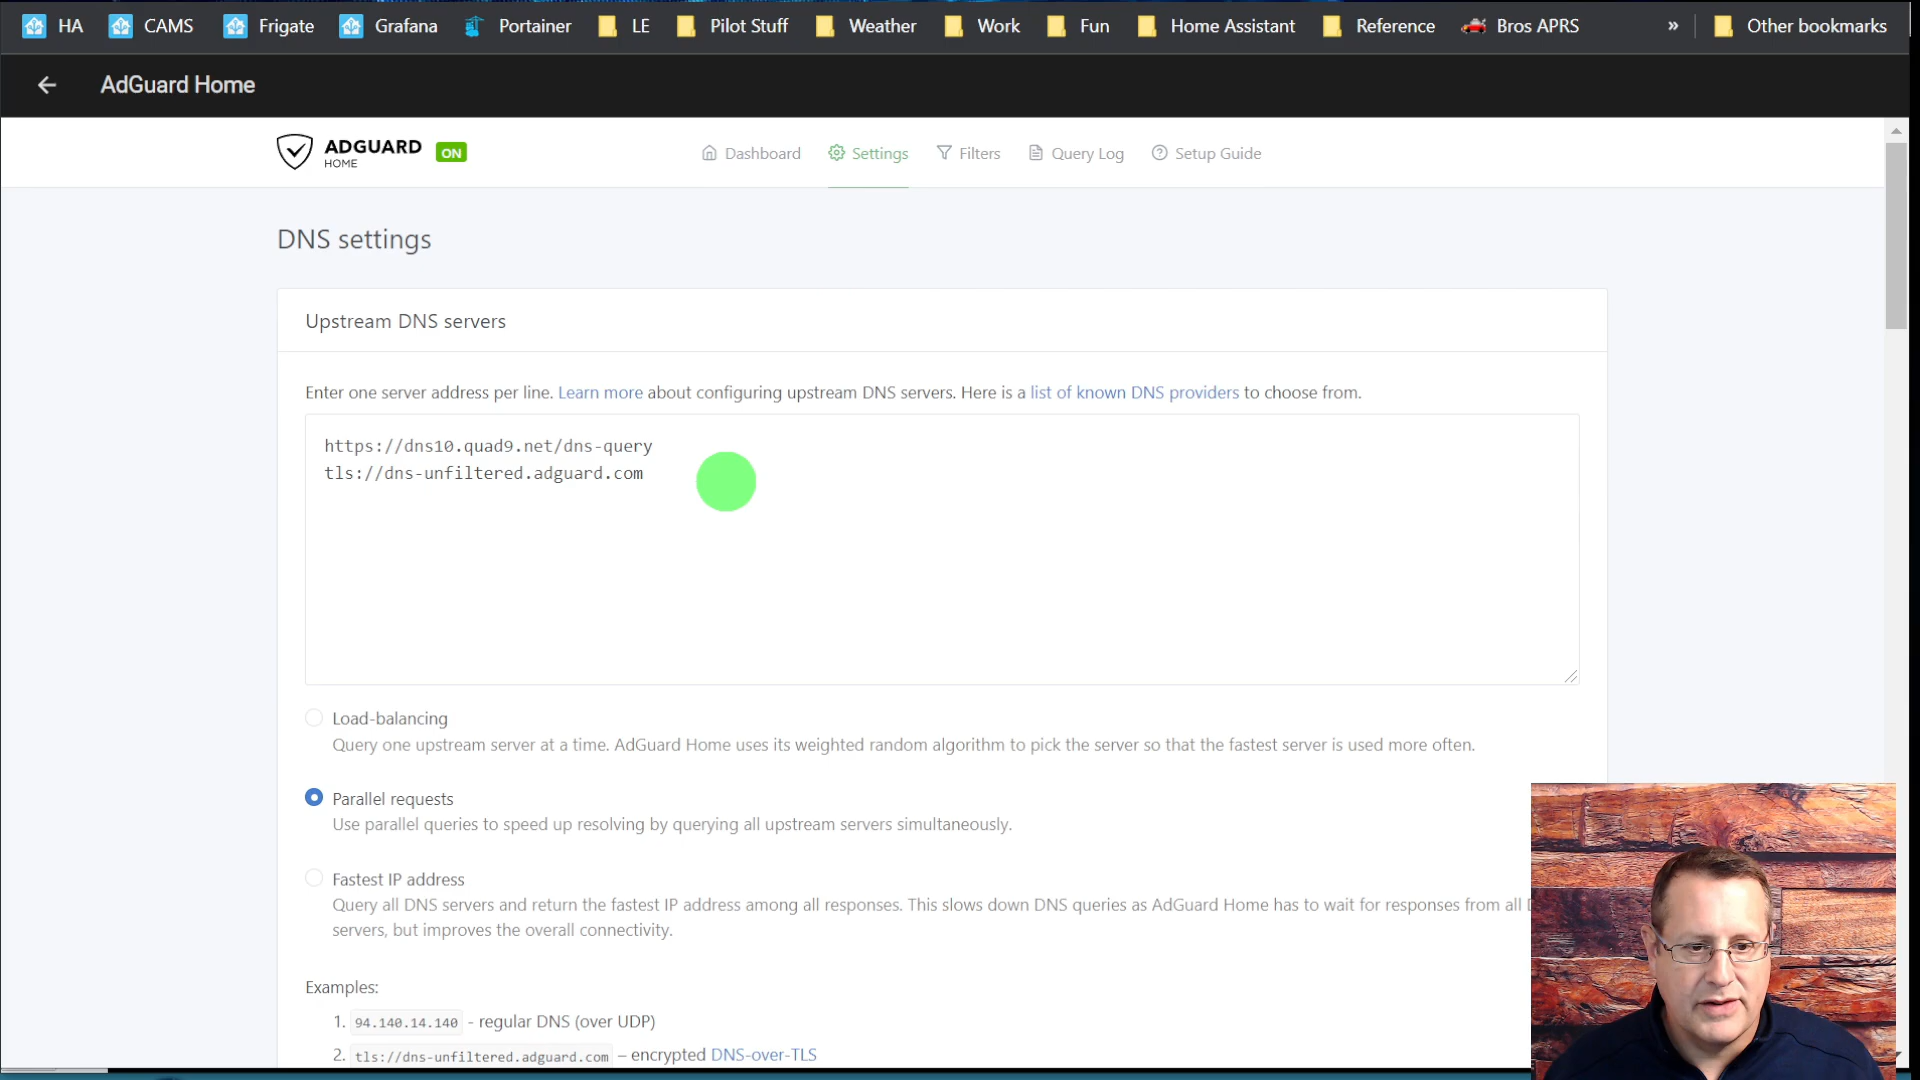 HA CAMS Frigate Grafana Portainer LE Pilot Stuff Weather Work Fun Home Assistant Reference Bros APRS » Other bookmarks
AdGuard Home
ADGUARD HOME ON Dashboard Settings Filters Query Log Setup Guide
DNS settings
Upstream DNS servers
Enter one server address per line. Learn more about configuring upstream DNS servers. Here is a list of known DNS providers to choose from.
https://dns10.quad9.net/dns-query
tls://dns-unfiltered.adguard.com
Load-balancing
Query one upstream server at a time. AdGuard Home uses its weighted random algorithm to pick the server so that the fastest server is used more often.
Parallel requests
Use parallel queries to speed up resolving by querying all upstream servers simultaneously.
Fastest IP address
Query all DNS servers and return the fastest IP address among all responses. This slows down DNS queries as AdGuard Home has to wait for responses from all
servers, but improves the overall connectivity.
Examples:
1. 94.140.14.140 - regular DNS (over UDP)
2. tls://dns-unfiltered.adguard.com – encrypted DNS-over-TLS